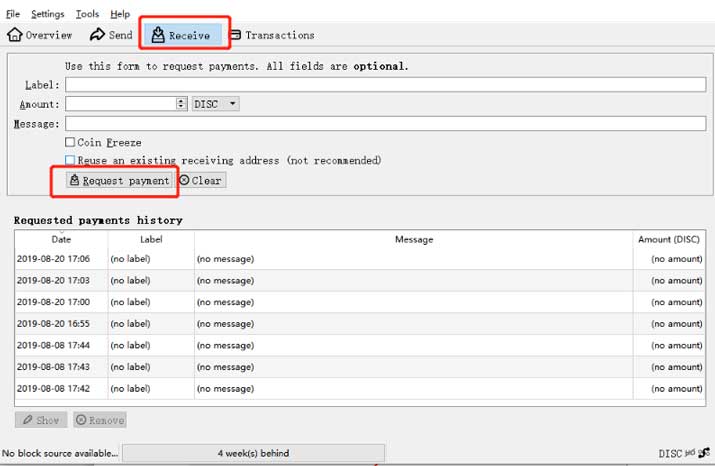 File Settings Tools Help
Overview Send Receive Transactions
Use this form to request payments. All fields are optional.
Label:
Amount: DISC
Message:
Coin Freeze
Reuse an existing receiving address (not recommended)
Request payment Clear
Requested payments history
Date Label Message Amount (DISC)
2019-08-20 17:06 (no label) (no message) (no amount)
2019-08-20 17:03 (no label) (no message) (no amount)
2019-08-20 17:00 (no label) (no message) (no amount)
2019-08-20 16:55 (no label) (no message) (no amount)
2019-08-08 17:44 (no label) (no message) (no amount)
2019-08-08 17:43 (no label) (no message) (no amount)
2019-08-08 17:42 (no label) (no message) (no amount)
Show Remove
No block source available... 4 week(s) behind DISC